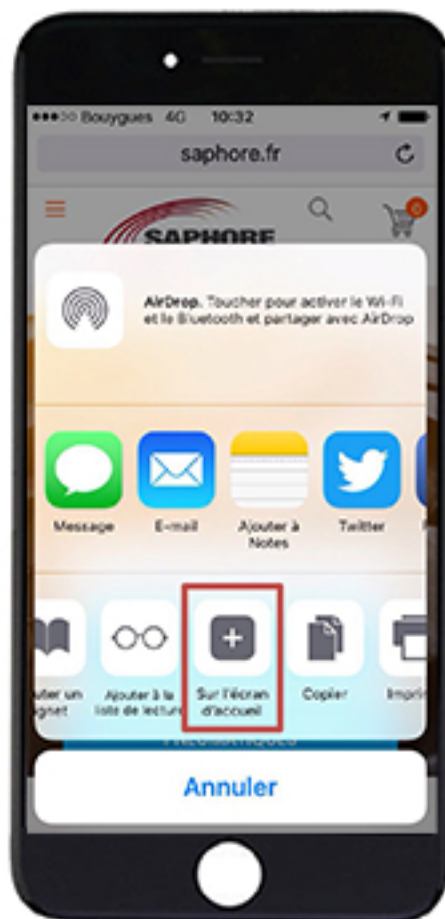 Bouygues 4G 10:32
saphore.fr
SAPHORE
AirDrop. Toucher pour activer le Wi-Fi
et le Bluetooth et partager avec AirDrop
Message E-mail Ajouter à Twitter
Notes
Ajouter à la Sur l'écran Copier
liste de lecture d'accueil
PNEUMATIQUES
Annuler